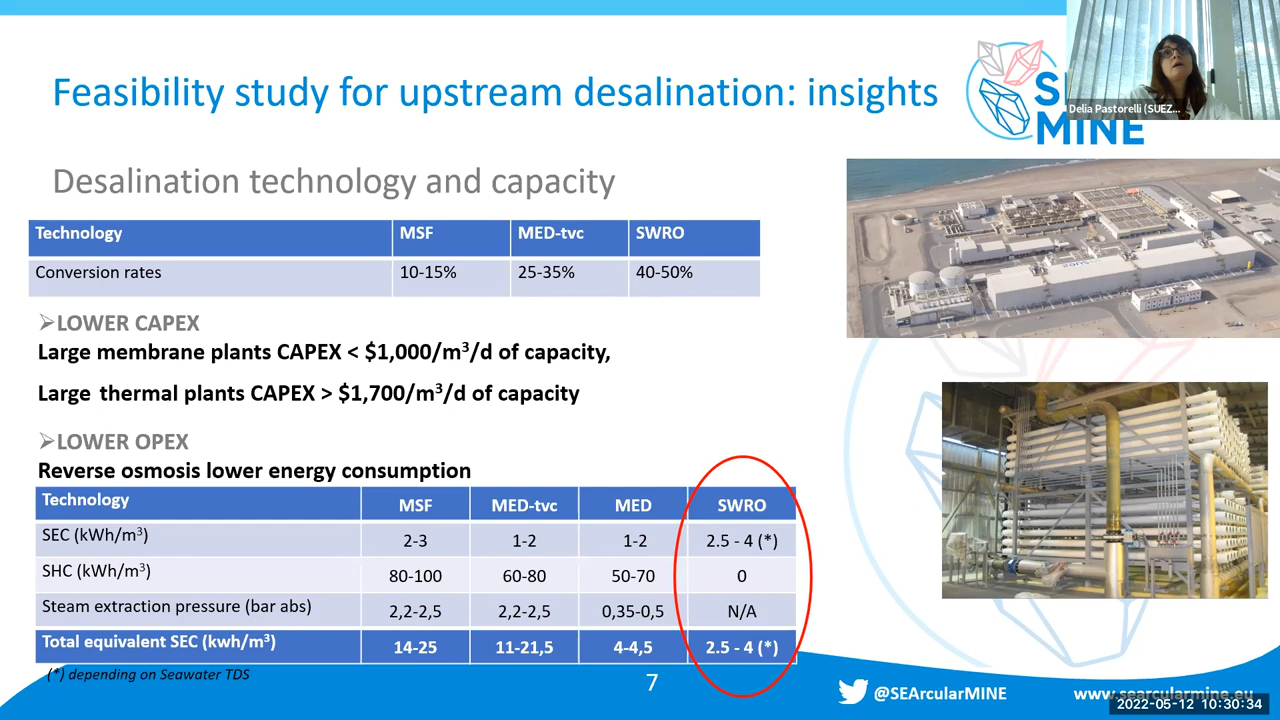 Feasibility study for upstream desalination: insights
S
MINE
Delia Pastorelli (SUEZ...
Desalination technology and capacity
Technology MSF MED-tvc SWRO
Conversion rates 10-15% 25-35% 40-50%
➢LOWER CAPEX
Large membrane plants CAPEX < $1,000/m³/d of capacity,
Large thermal plants CAPEX > $1,700/m³/d of capacity
➢LOWER OPEX
Reverse osmosis lower energy consumption
Technology MSF MED-tvc MED SWRO
SEC (kWh/m³) 2-3 1-2 1-2 2.5 - 4 (*)
SHC (kWh/m³) 80-100 60-80 50-70 0
Steam extraction pressure (bar abs) 2,2-2,5 2,2-2,5 0,35-0,5 N/A
Total equivalent SEC (kwh/m³) 14-25 11-21,5 4-4,5 2.5 - 4 (*)
(*) depending on Seawater TDS
7
@SEArcularMINE
www.searcularmine.eu
2022-05-12 10:30:34